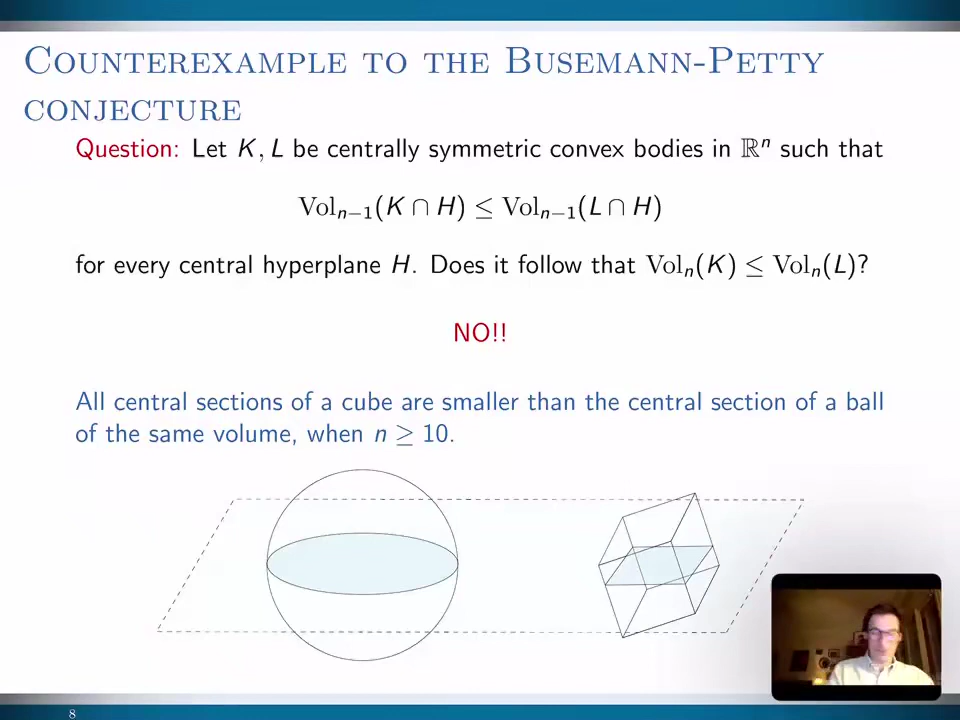 COUNTEREXAMPLE TO THE BUSEMANN-PETTY
CONJECTURE
Question: Let K, L be centrally symmetric convex bodies in ℝⁿ such that
Volₙ₋₁(K ∩ H) ≤ Volₙ₋₁(L ∩ H)
for every central hyperplane H. Does it follow that Volₙ(K) ≤ Volₙ(L)?
NO!!
All central sections of a cube are smaller than the central section of a ball
of the same volume, when n ≥ 10.
8